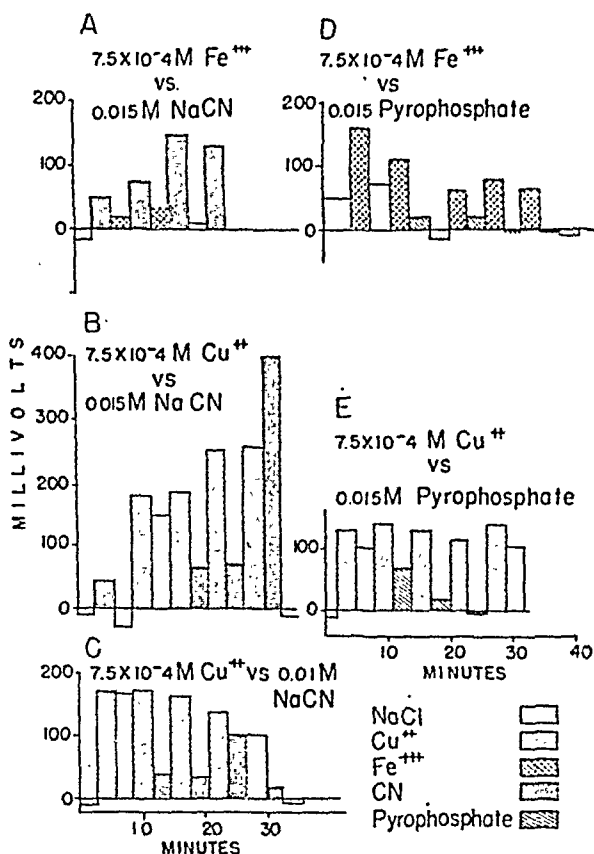 A
7.5X10⁻⁴M Fe⁺⁺⁺
VS.
0.015M NaCN
200
100
0
D
7.5X10⁻⁴M Fe⁺⁺⁺
VS
0.015 Pyrophosphate
200
100
0
MILLIVOLTS
B
7.5X10⁻⁴M Cu⁺⁺
VS
0.015M NaCN
400
300
200
100
0
E
7.5X10⁻⁴ M Cu⁺⁺
VS
0.015M Pyrophosphate
100
0
10
20
30
40
MINUTES
C
7.5X10⁻⁴M Cu⁺⁺ VS 0.01M
NaCN
200
100
0
10
20
30
MINUTES
NaCl
Cu⁺⁺
Fe⁺⁺⁺
CN
Pyrophosphate